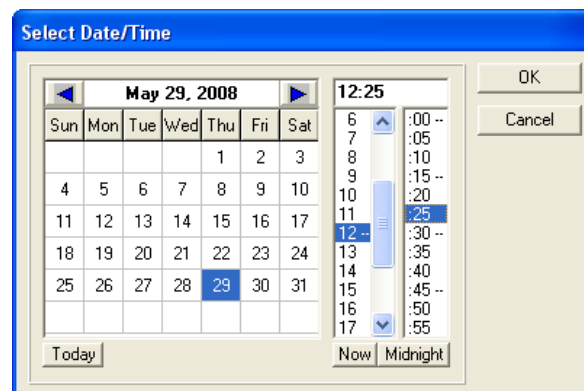 Select Date/Time
May 29, 2008
Sun Mon Tue Wed Thu Fri Sat
1 2 3
4 5 6 7 8 9 10
11 12 13 14 15 16 17
18 19 20 21 22 23 24
25 26 27 28 29 30 31
Today
12:25
6 :00 --
7 :05
8 :10
9 :15 --
10 :20
11 :25
12 -- :30 --
13 :35
14 :40
15 :45 --
16 :50
17 :55
Now Midnight
OK
Cancel